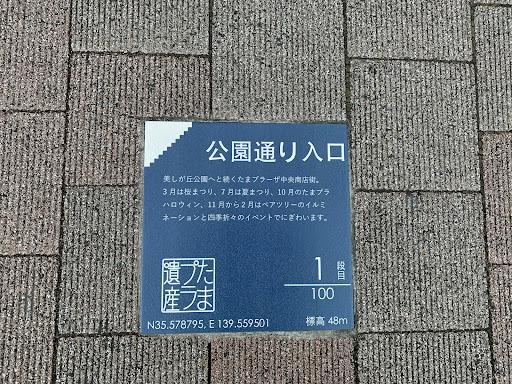 公園通り入口
美しが丘公園へと続くたまプラーザ中央商店街。
3月は桜まつり、7月は夏まつり、10月のたまプラ
ハロウィン、11月から2月はペアツリーのイルミ
ネーションと四季折々のイベントでにぎわいます。
たま
プラ
遺産
1段目
100
N35.578795, E 139.559501
標高 48m